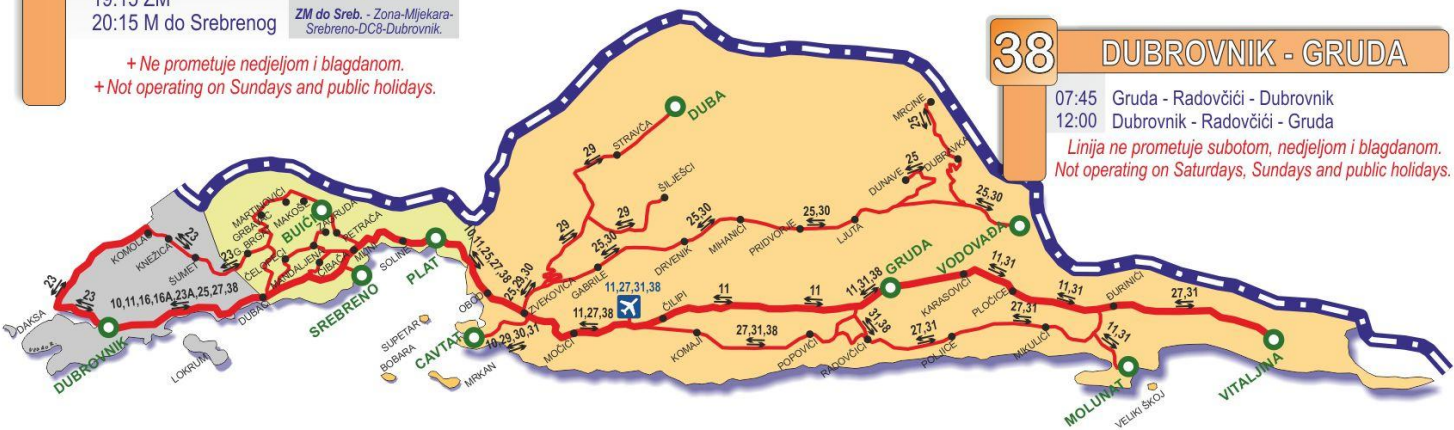 19:15 ZM
20:15 M do Srebrenog
ZM do Sreb. - Zona-Mljekara-
Srebreno-DC8-Dubrovnik.
+ Ne prometuje nedjeljom i blagdanom.
+ Not operating on Sundays and public holidays.
38
DUBROVNIK - GRUDA
07:45 Gruda - Radovčići - Dubrovnik
12:00 Dubrovnik - Radovčići - Gruda
Linija ne prometuje subotom, nedjeljom i blagdanom.
Not operating on Saturdays, Sundays and public holidays.
DUBA
STRAVČA
29
ŠILJEŠCI
29
29
MRCINE
25
DUBRAVKA
25
DUNAVE
25,30
VODOVAĐA
LJUTA
25,30
PRIDVORJE
MIHANIĆI
25,30
DRVENIK
25,30
GABRILE
25,29,30
ZVEKOVICA
10,11,25,27,38
OBOD
PLAT
SOLINE
MLINI
SREBRENO
PETRAČA
ZAGRUDA
BUIĆI
MAKOŠE
MARTINOVIĆI
GRBAVAC
G. BRGAT
ČELOPECI
MANDALJENA
ČIBAČA
DUBAC
23
ŠUMET
KNEŽICA
23
KOMOLAC
23
23
DAKSA
DUBROVNIK
10,11,16,16A,23A,25,27,38
LOKRUM
SUPETAR
BOBARA
MRKAN
CAVTAT
10,29,30,31
MOČIĆI
11,27,38
11,27,31,38
ČILIPI
11
11
11,31,38
GRUDA
KARASOVIĆI
11,31
PLOČICE
11,31
ĐURINIĆI
27,31
VITALJINA
KOMAJI
27,31,38
POPOVIĆI
RADOVČIĆI
31,38
27,31
POLJICE
27,31
MIKULIĆI
11,31
MOLUNAT
VELIKI ŠKOJ